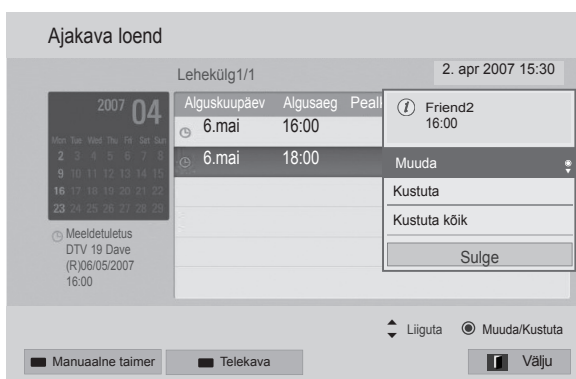 Ajakava loend
Lehekülg1/1
2. apr 2007 15:30
2007 04
Mon Tue Wed Thu Fri Sat Sun
2 3 4 5 6 7 8
9 10 11 12 13 14 15
16 17 18 19 20 21 22
23 24 25 26 27 28 29
Meeldetuletus
DTV 19 Dave
(R)06/05/2007
16:00
Alguskuupäev Algusaeg Pealk
6.mai 16:00
6.mai 18:00
Friend2
16:00
Muuda
Kustuta
Kustuta kõik
Sulge
Liiguta Muuda/Kustuta
Manuaalne taimer Telekava Välju